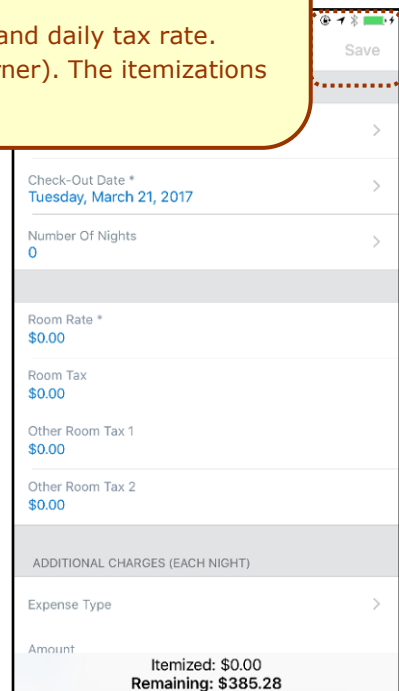 and daily tax rate.
rner). The itemizations
Save
Check-Out Date *
Tuesday, March 21, 2017
Number Of Nights
0
Room Rate *
$0.00
Room Tax
$0.00
Other Room Tax 1
$0.00
Other Room Tax 2
$0.00
ADDITIONAL CHARGES (EACH NIGHT)
Expense Type
Amount
Itemized: $0.00
Remaining: $385.28